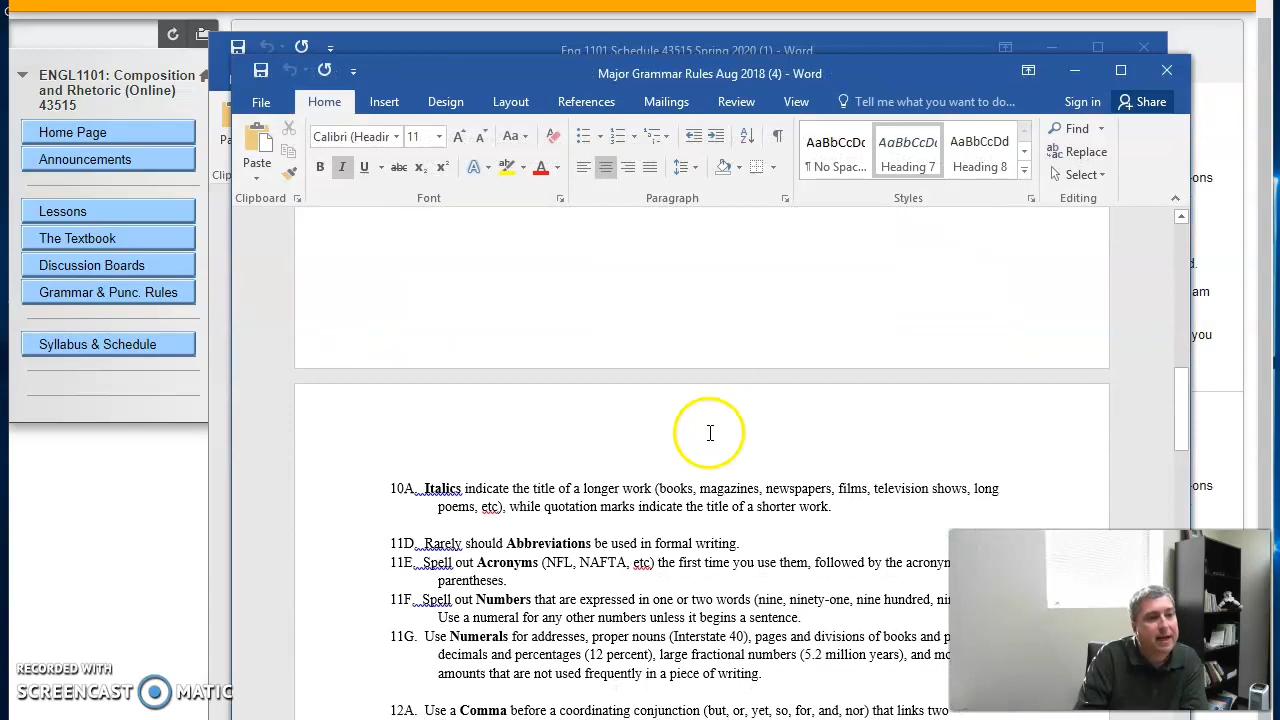 Eng 1101 Schedule 43515 Spring 2020 (1) - Word
Major Grammar Rules Aug 2018 (4) - Word
ENGL1101: Composition
and Rhetoric (Online)
43515
Home Page
Announcements
Lessons
The Textbook
Discussion Boards
Grammar & Punc. Rules
Syllabus & Schedule
File
Home
Insert
Design
Layout
References
Mailings
Review
View
Tell me what you want to do...
Sign in
Share
Paste
Calibri (Headir
11
Aa
B I U abc x₂ x²
A
AaBbCcDc
AaBbCcDc
AaBbCcDd
¶ No Spac...
Heading 7
Heading 8
Find
Replace
Select
Clipboard
Font
Paragraph
Styles
Editing
10A. Italics indicate the title of a longer work (books, magazines, newspapers, films, television shows, long
poems, etc), while quotation marks indicate the title of a shorter work.
11D. Rarely should Abbreviations be used in formal writing.
11E. Spell out Acronyms (NFL, NAFTA, etc) the first time you use them, followed by the acronym
parentheses.
11F. Spell out Numbers that are expressed in one or two words (nine, ninety-one, nine hundred,
Use a numeral for any other numbers unless it begins a sentence.
11G. Use Numerals for addresses, proper nouns (Interstate 40), pages and divisions of books and
decimals and percentages (12 percent), large fractional numbers (5.2 million years), and
amounts that are not used frequently in a piece of writing.
12A. Use a Comma before a coordinating conjunction (but, or, yet, so, for, and, nor) that links two
ons
d.
am
you
ons
RECORDED WITH
SCREENCAST MATIC